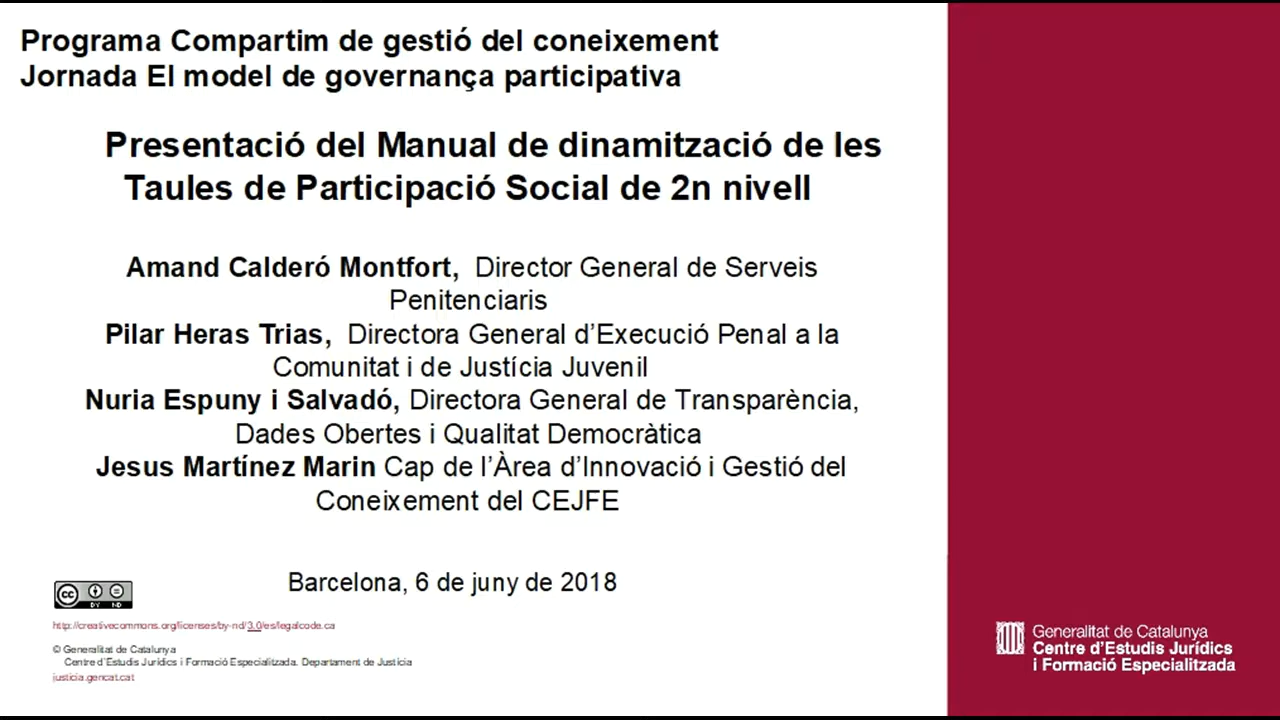 Programa Compartim de gestió del coneixement
Jornada El model de governança participativa
Presentació del Manual de dinamització de les
Taules de Participació Social de 2n nivell
Amand Calderó Montfort, Director General de Serveis
Penitenciaris
Pilar Heras Trias, Directora General d’Execució Penal a la
Comunitat i de Justícia Juvenil
Nuria Espuny i Salvadó, Directora General de Transparència,
Dades Obertes i Qualitat Democràtica
Jesus Martínez Marin Cap de l’Àrea d’Innovació i Gestió del
Coneixement del CEJFE
Barcelona, 6 de juny de 2018
cc BY ND
http://creativecommons.org/licenses/by-nd/3.0/es/legalcode.ca
© Generalitat de Catalunya
Centre d’Estudis Jurídics i Formació Especialitzada. Departament de Justícia
justicia.gencat.cat
Generalitat de Catalunya
Centre d’Estudis Jurídics
i Formació Especialitzada